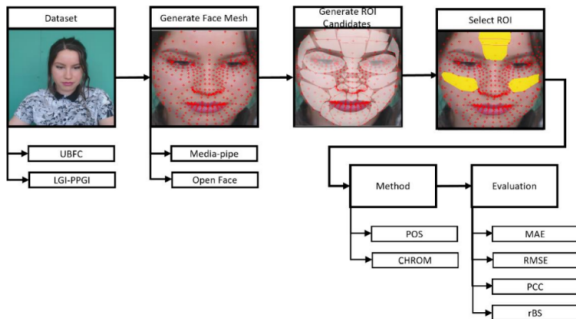 Dataset
Generate Face Mesh
Generate ROI
Candidates
Select ROI
UBFC
LGI-PPGI
Media-pipe
Open Face
Method
Evaluation
POS
CHROM
MAE
RMSE
PCC
rBS